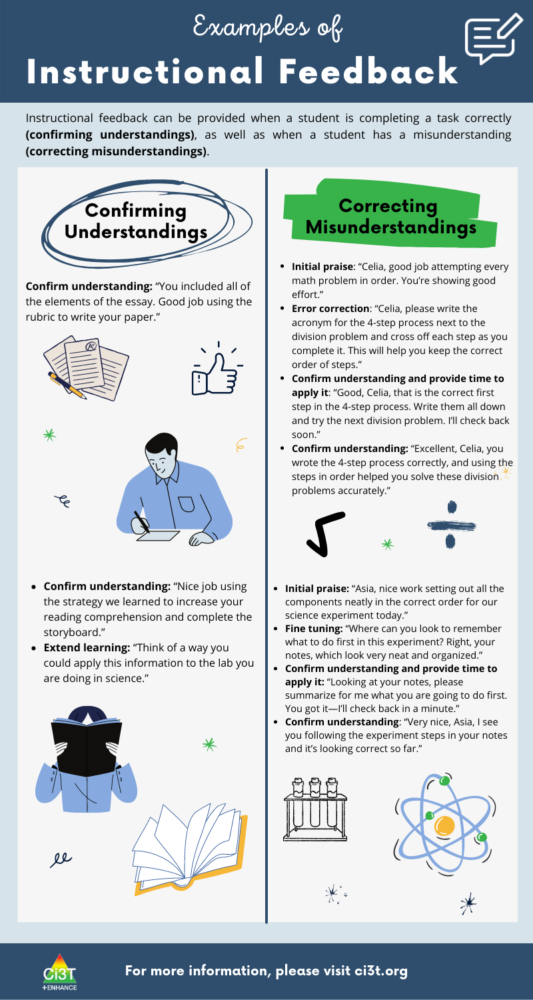 Examples of
Instructional Feedback
Instructional feedback can be provided when a student is completing a task correctly
(confirming understandings), as well as when a student has a misunderstanding
(correcting misunderstandings).
Confirming
Understandings
Confirm understanding: “You included all of
the elements of the essay. Good job using the
rubric to write your paper.”
A+
Confirm understanding: “Nice job using
the strategy we learned to increase your
reading comprehension and complete the
storyboard.”
Extend learning: “Think of a way you
could apply this information to the lab you
are doing in science.”
Correcting
Misunderstandings
Initial praise: “Celia, good job attempting every
math problem in order. You’re showing good
effort.”
Error correction: “Celia, please write the
acronym for the 4-step process next to the
division problem and cross off each step as you
complete it. This will help you keep the correct
order of steps.”
Confirm understanding and provide time to
apply it: “Good, Celia, that is the correct first
step in the 4-step process. Write them all down
and try the next division problem. I’ll check back
soon.”
Confirm understanding: “Excellent, Celia, you
wrote the 4-step process correctly, and using the
steps in order helped you solve these division
problems accurately.”
√ ÷
Initial praise: “Asia, nice work setting out all the
components neatly in the correct order for our
science experiment today.”
Fine tuning: “Where can you look to remember
what to do first in this experiment? Right, your
notes, which look very neat and organized.”
Confirm understanding and provide time to
apply it: “Looking at your notes, please
summarize for me what you are going to do first.
You got it—I’ll check back in a minute.”
Confirm understanding: “Very nice, Asia, I see
you following the experiment steps in your notes
and it’s looking correct so far.”
Ci3T
+ENHANCE
For more information, please visit ci3t.org